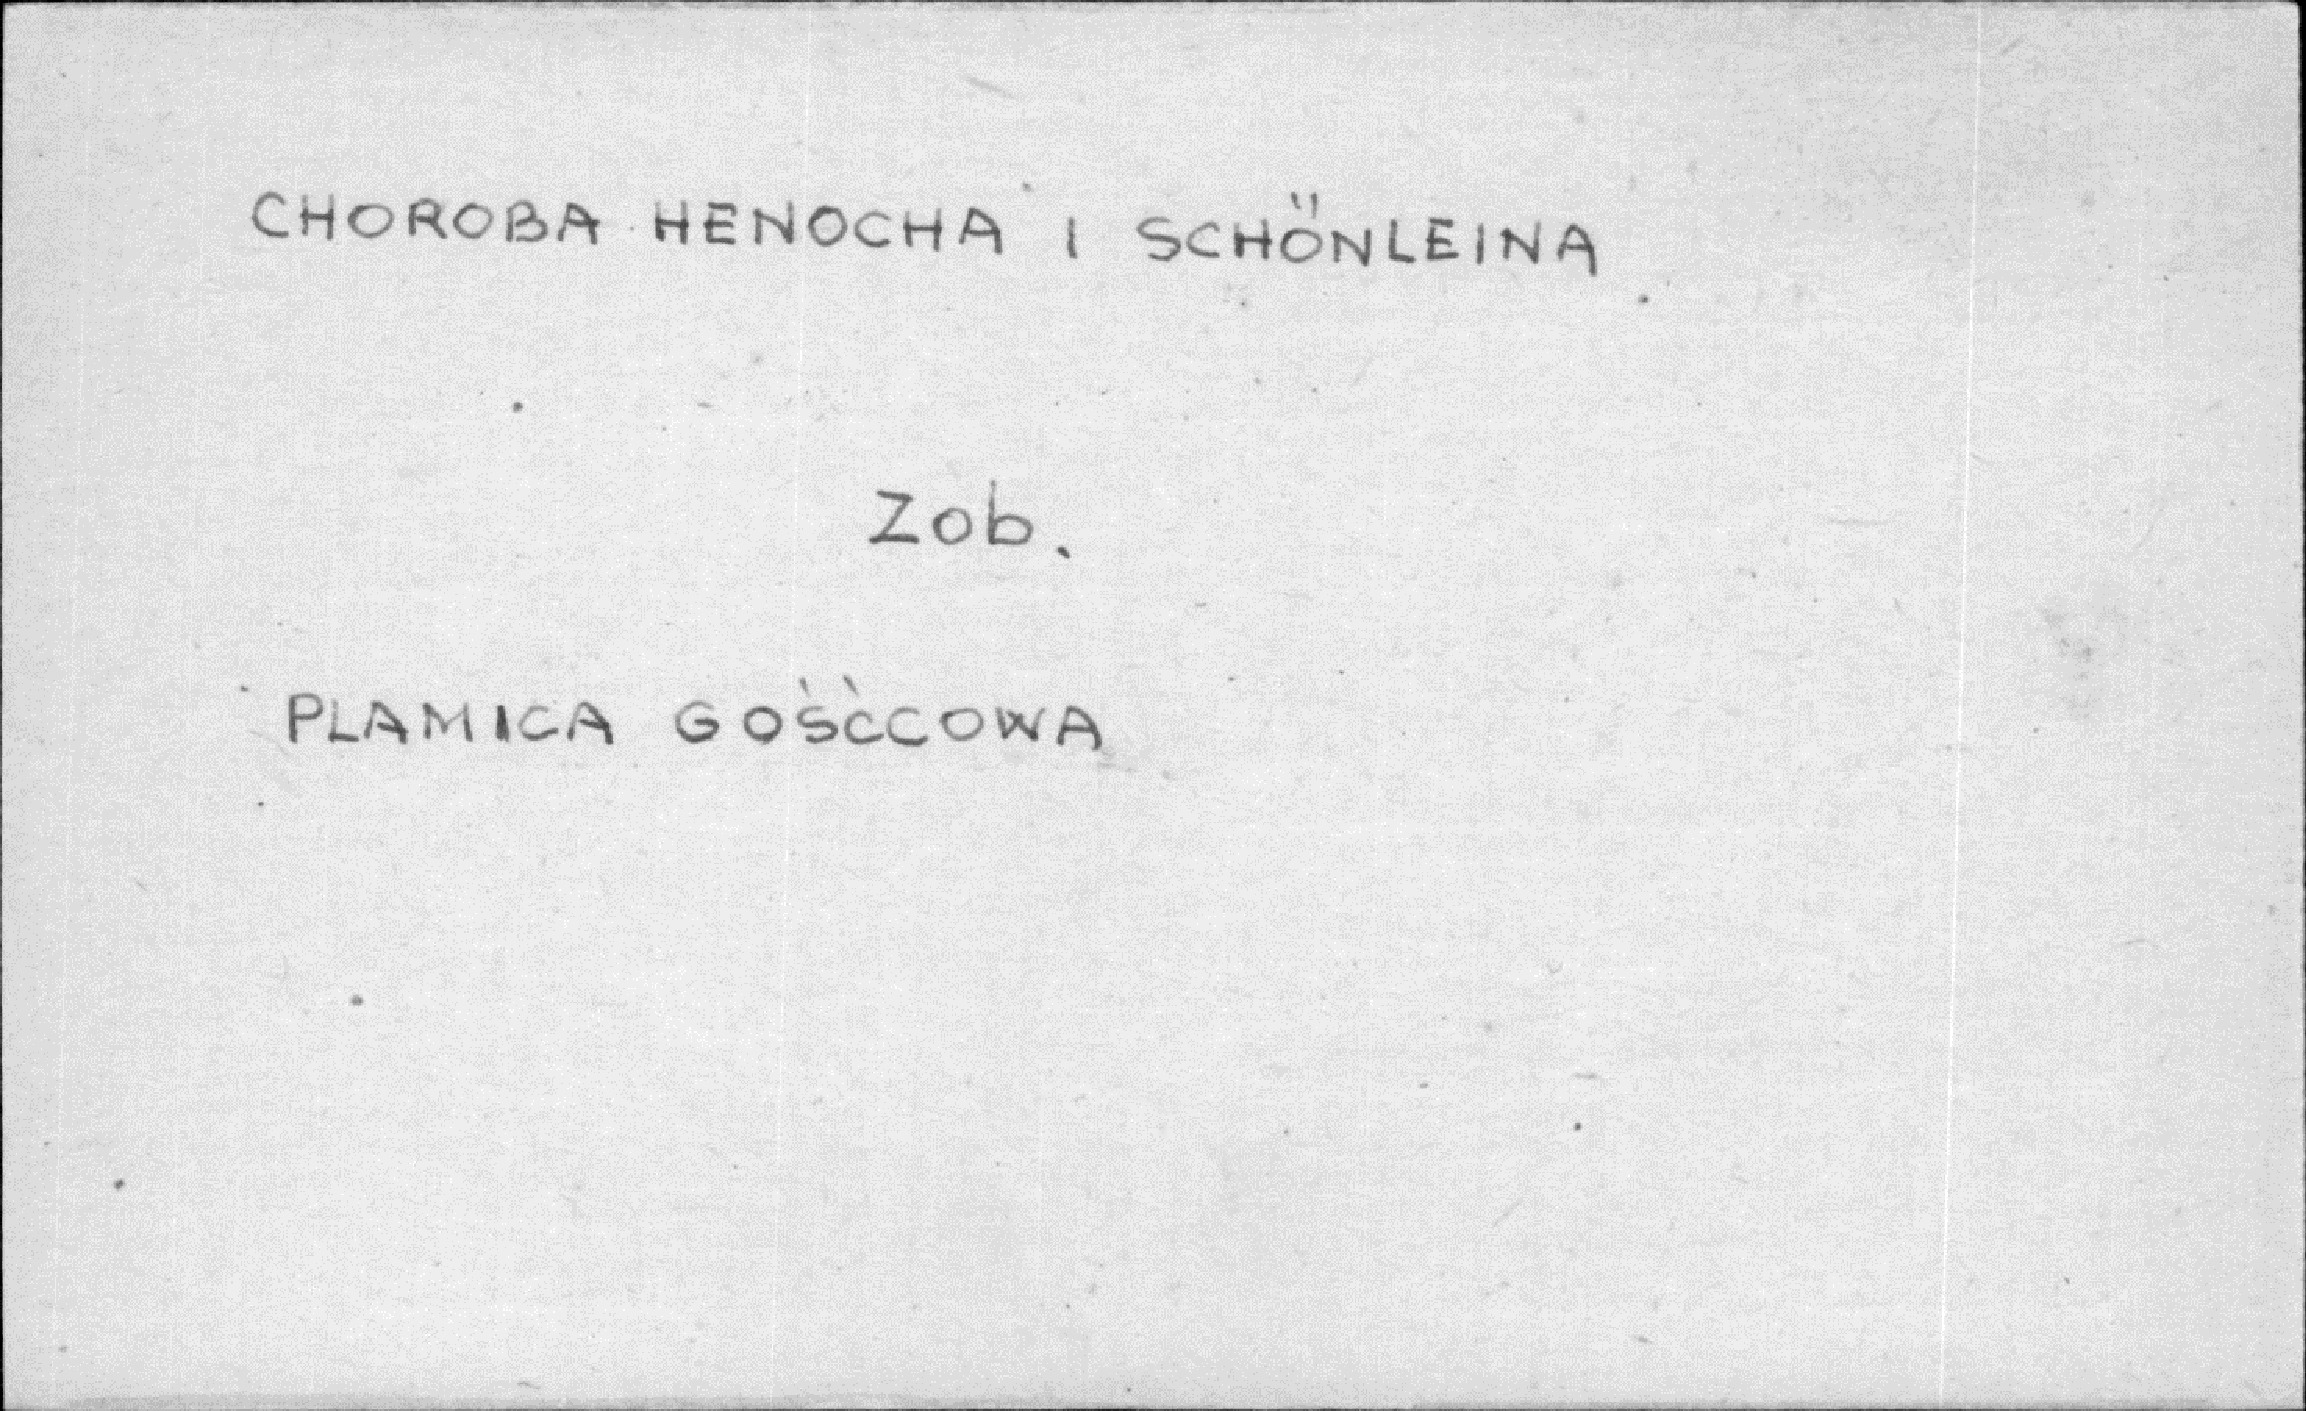 CHOROBA HENOCHA I SCHÖNLEINA
Zob.
PLAMICA GOŚĆCOWA